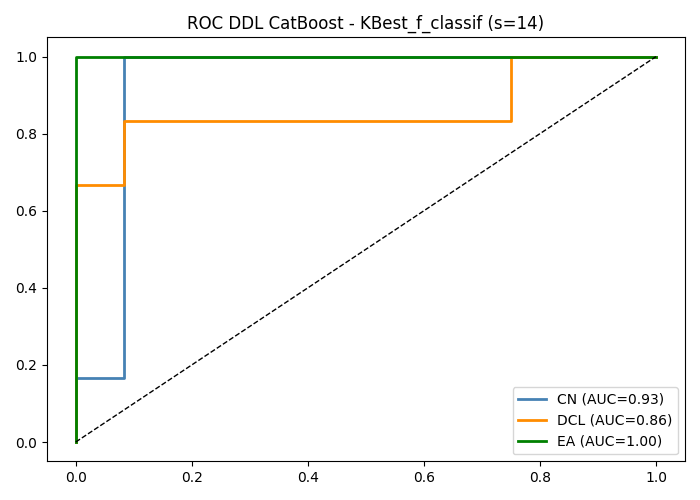 ROC DDL CatBoost - KBest_f_classif (s=14)
1.0
0.8
0.6
0.4
0.2
0.0
0.0 0.2 0.4 0.6 0.8 1.0
CN (AUC=0.93)
DCL (AUC=0.86)
EA (AUC=1.00)